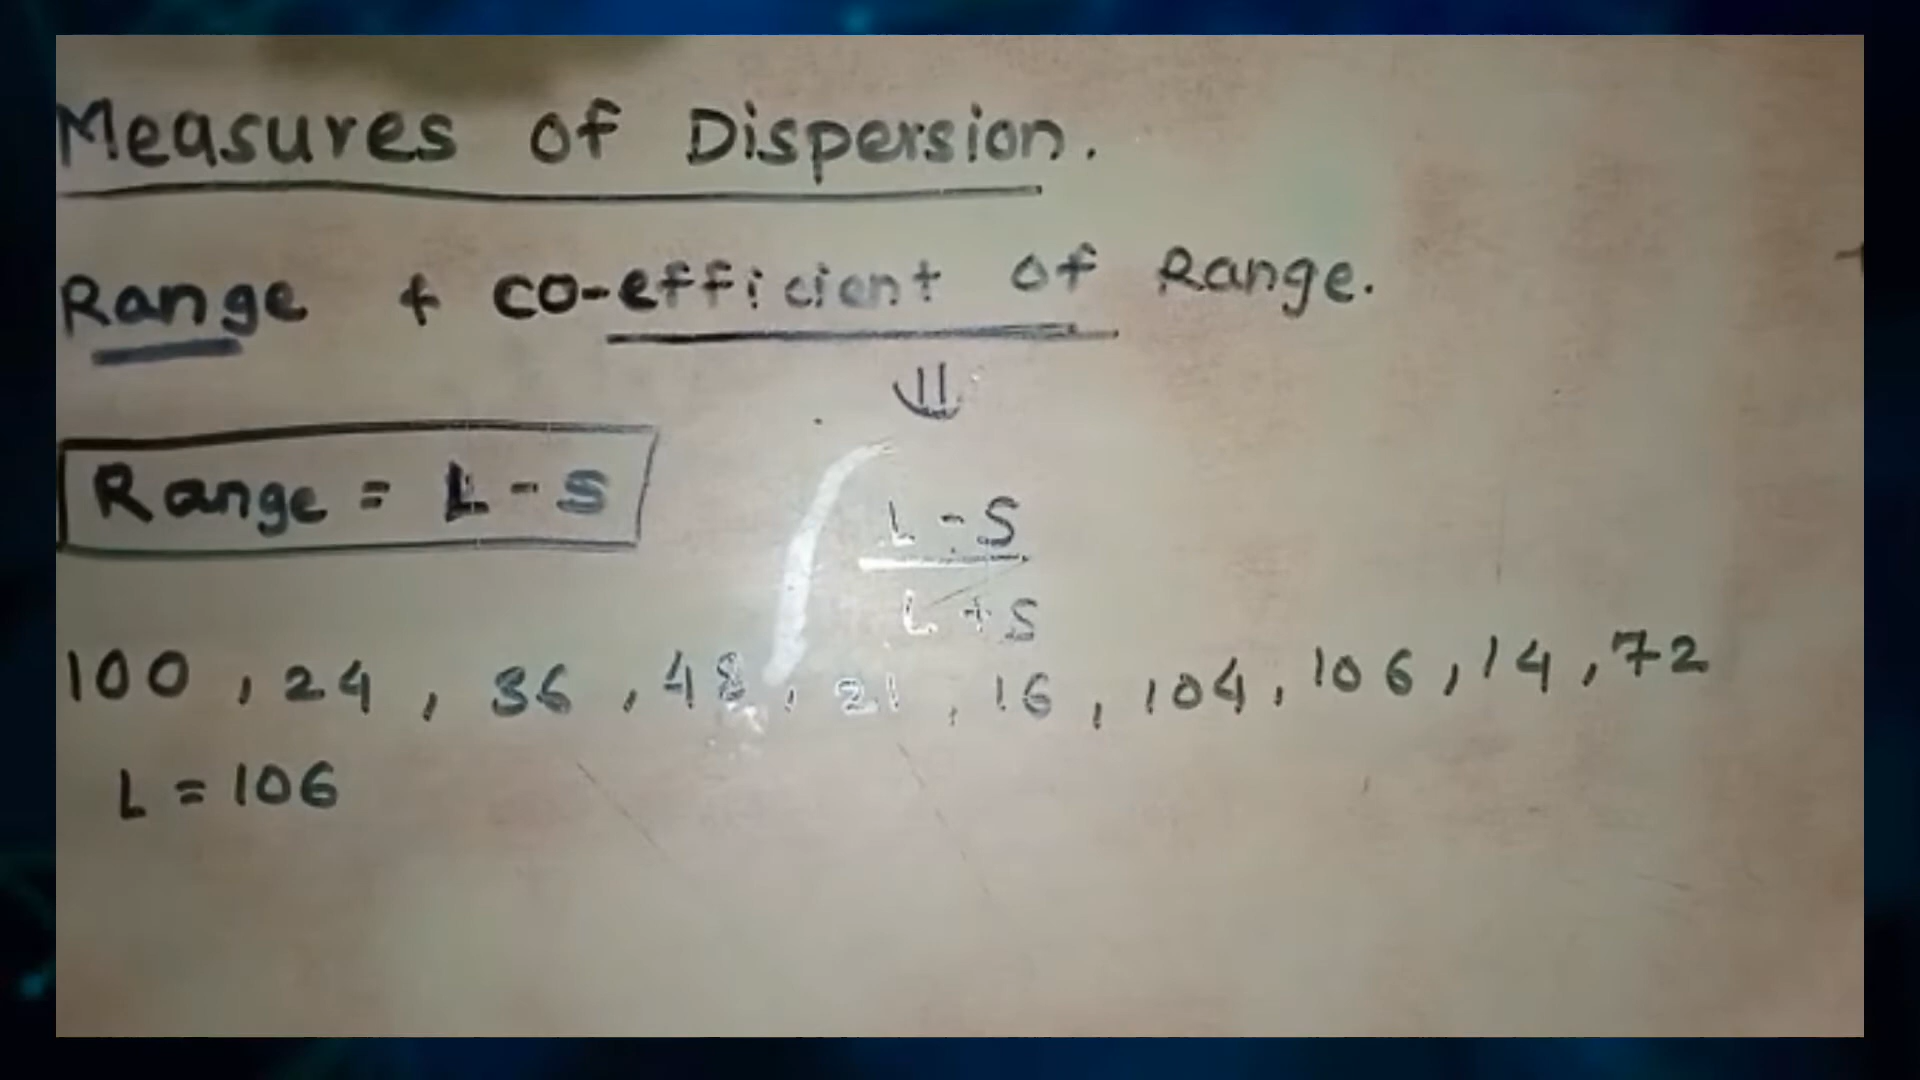 Measures of Dispersion.
Range + co-efficient of Range.
Range = L - S
L - S
L + S
100 , 24 , 36 , 48 , 21 , 16 , 104 , 106 , 14 , 72
L = 106